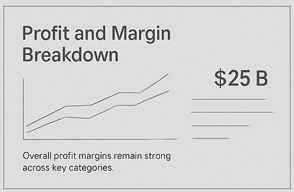 Profit and Margin
Breakdown
$25 B
Overall profit margins remain strong
across key categories.